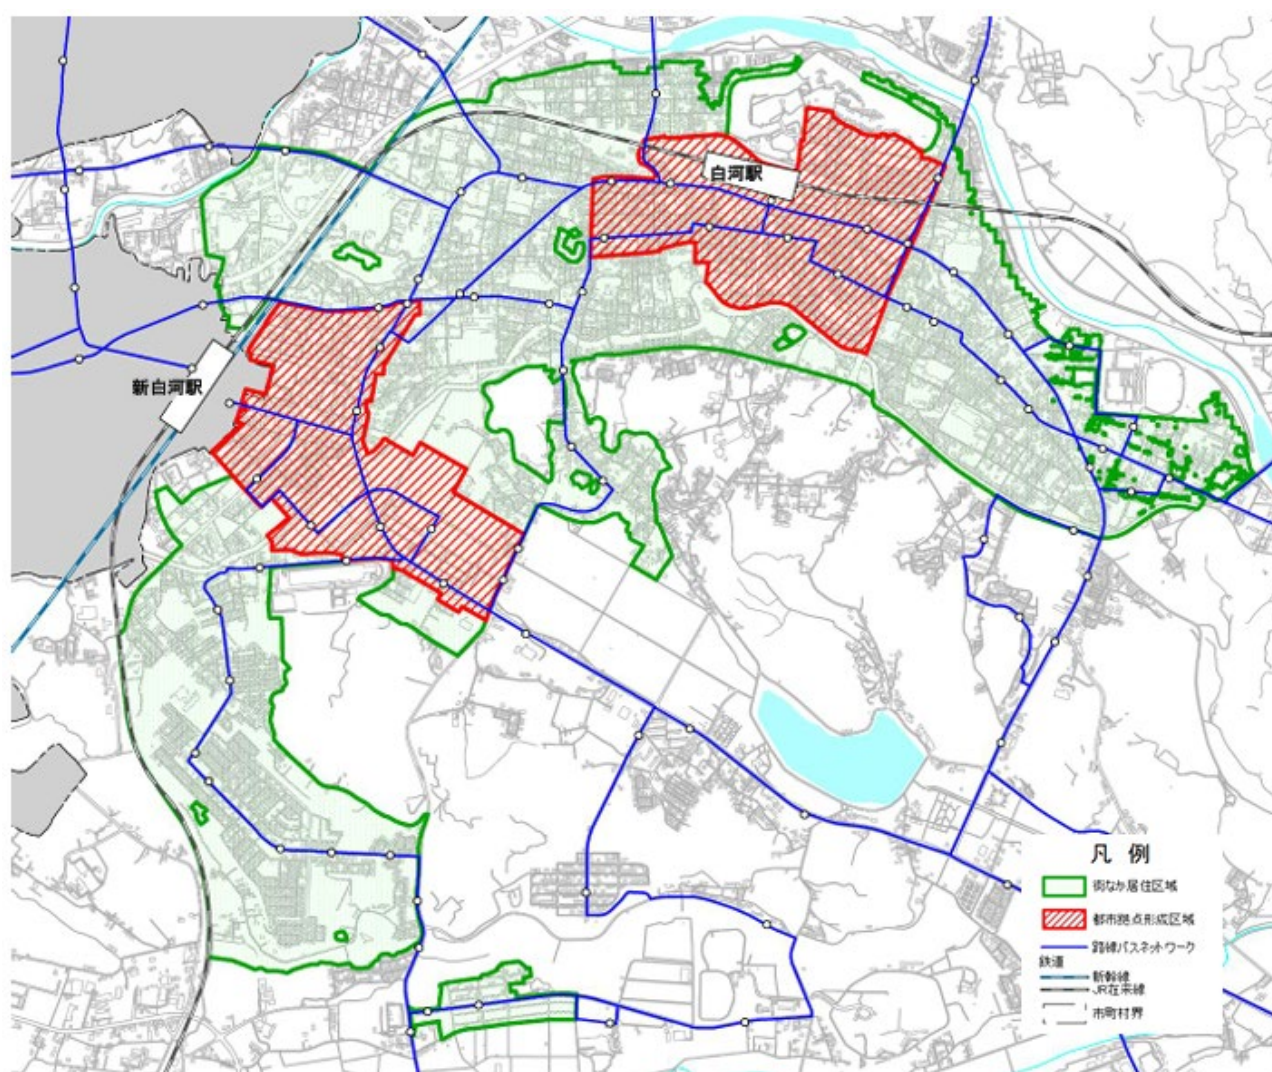 白河駅
新白河駅
凡 例
街なか居住区域
都市拠点形成区域
路線バスネットワーク
鉄道
新幹線
JR在来線
市町村界